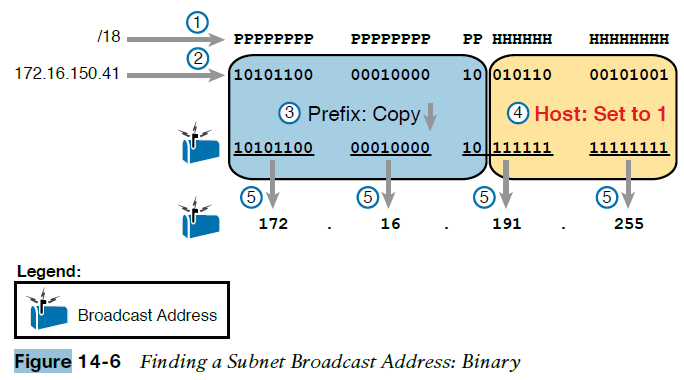 ①
/18 PPPPPPPP PPPPPPPP PP HHHHHH HHHHHHHH
②
172.16.150.41 10101100 00010000 10 010110 00101001
③ Prefix: Copy ④ Host: Set to 1
10101100 00010000 10 111111 11111111
⑤ ⑤ ⑤ ⑤
172 . 16 . 191 . 255
Legend:
Broadcast Address
Figure 14-6 Finding a Subnet Broadcast Address: Binary